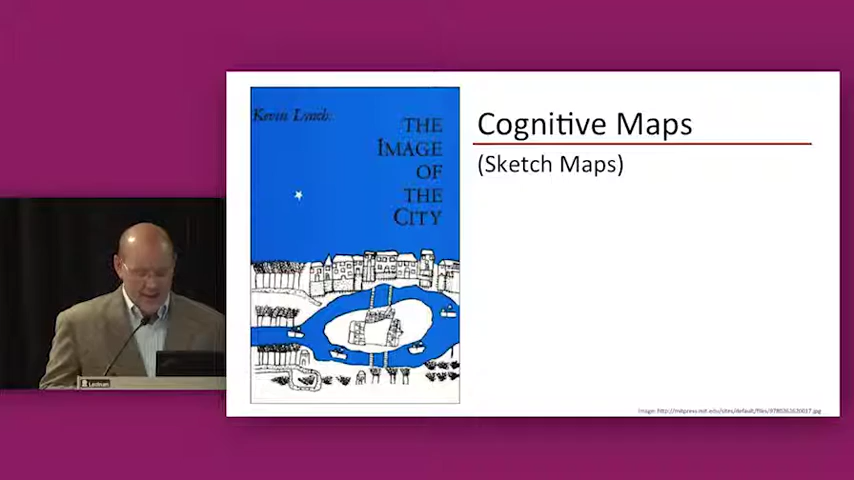 Kevin Lynch
THE
IMAGE
OF
THE
CITY
Cognitive Maps
(Sketch Maps)